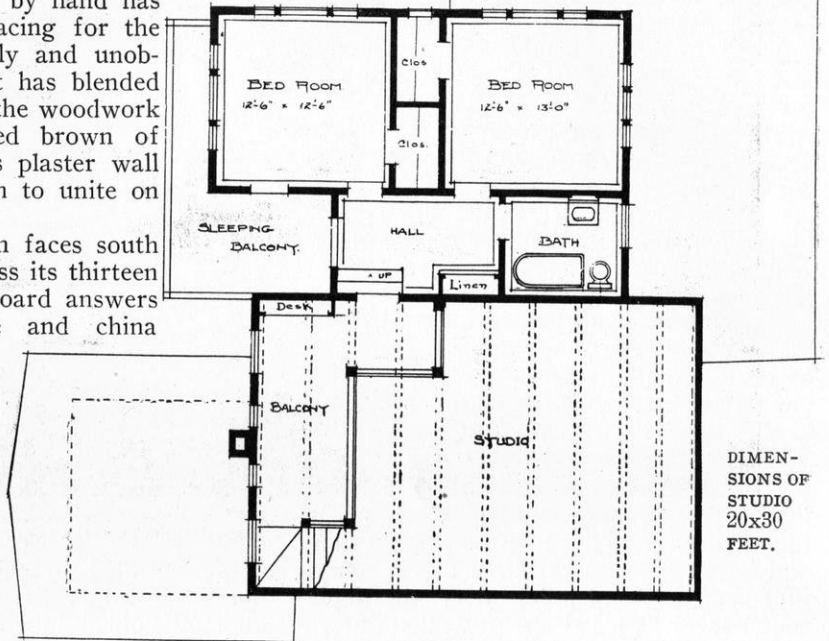 by hand has
acing for the
ly and unob-
t has blended
the woodwork
ed brown of
s plaster wall
n to unite on
n faces south
ss its thirteen
oard answers
e and china
BED ROOM
12'-6" x 12'-6"
Clos
Clos.
BED ROOM
12'-6" x 13'-0"
SLEEPING
BALCONY.
HALL
BATH
UP
Linen
Desk
BALCONY
STUDIO
DIMEN-
SIONS OF
STUDIO
20x30
FEET.